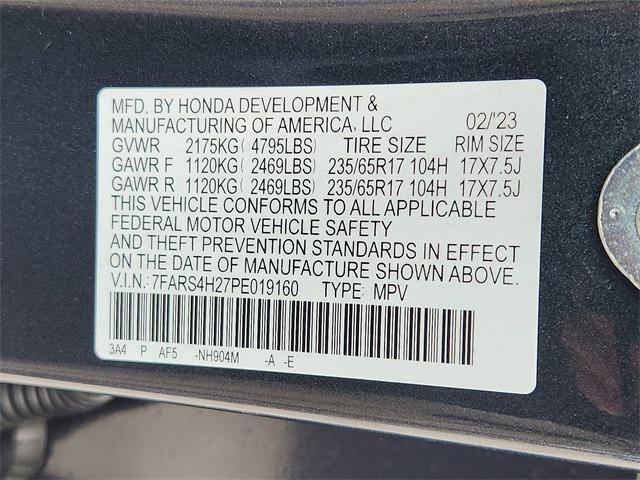 MFD. BY HONDA DEVELOPMENT &
MANUFACTURING OF AMERICA, LLC 02/'23
GVWR 2175KG( 4795LBS) TIRE SIZE RIM SIZE
GAWR F 1120KG( 2469LBS) 235/65R17 104H 17X7.5J
GAWR R 1120KG( 2469LBS) 235/65R17 104H 17X7.5J
THIS VEHICLE CONFORMS TO ALL APPLICABLE
FEDERAL MOTOR VEHICLE SAFETY
AND THEFT PREVENTION STANDARDS IN EFFECT
ON THE DATE OF MANUFACTURE SHOWN ABOVE.
V.I.N.: 7FARS4H27PE019160 TYPE: MPV
3A4 P AF5 -NH904M -A -E